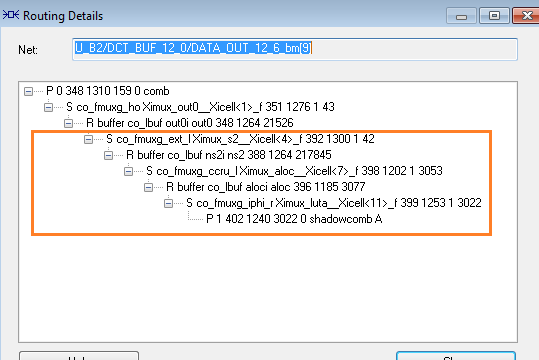 Routing Details
Net:
U_B2/DCT_BUF_12_0/DATA_OUT_12_6_bm[9]
P 0 348 1310 159 0 comb
S co_fmuxg_ho Ximux_out0__Xicell<1>_f 351 1276 1 43
R buffer co_lbuf out0i out0 348 1264 21526
S co_fmuxg_ext_l Ximux_s2__Xicell<4>_f 392 1300 1 42
R buffer co_lbuf ns2i ns2 388 1264 217845
S co_fmuxg_ccru_l Ximux_aloc__Xicell<7>_f 398 1202 1 3053
R buffer co_lbuf aloci aloc 396 1185 3077
S co_fmuxg_iphi_r Ximux_luta__Xicell<11>_f 399 1253 1 3022
P 1 402 1240 3022 0 shadowcomb A